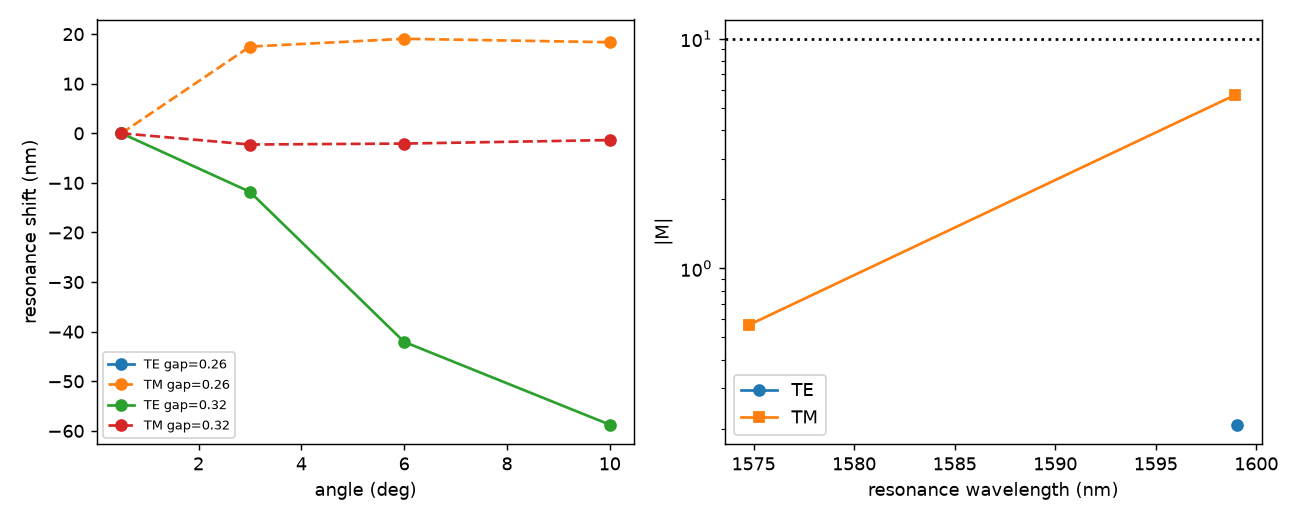 20
10
0
−10
−20
−30
−40
−50
−60
resonance shift (nm)
2
4
6
8
10
angle (deg)
TE gap=0.26
TM gap=0.26
TE gap=0.32
TM gap=0.32
10¹
10⁰
|M|
1575
1580
1585
1590
1595
1600
resonance wavelength (nm)
TE
TM